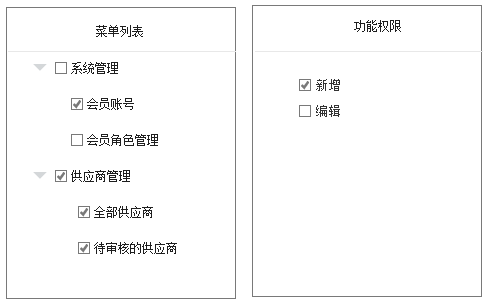 菜单列表
系统管理
会员账号
会员角色管理
供应商管理
全部供应商
待审核的供应商
功能权限
新增
编辑